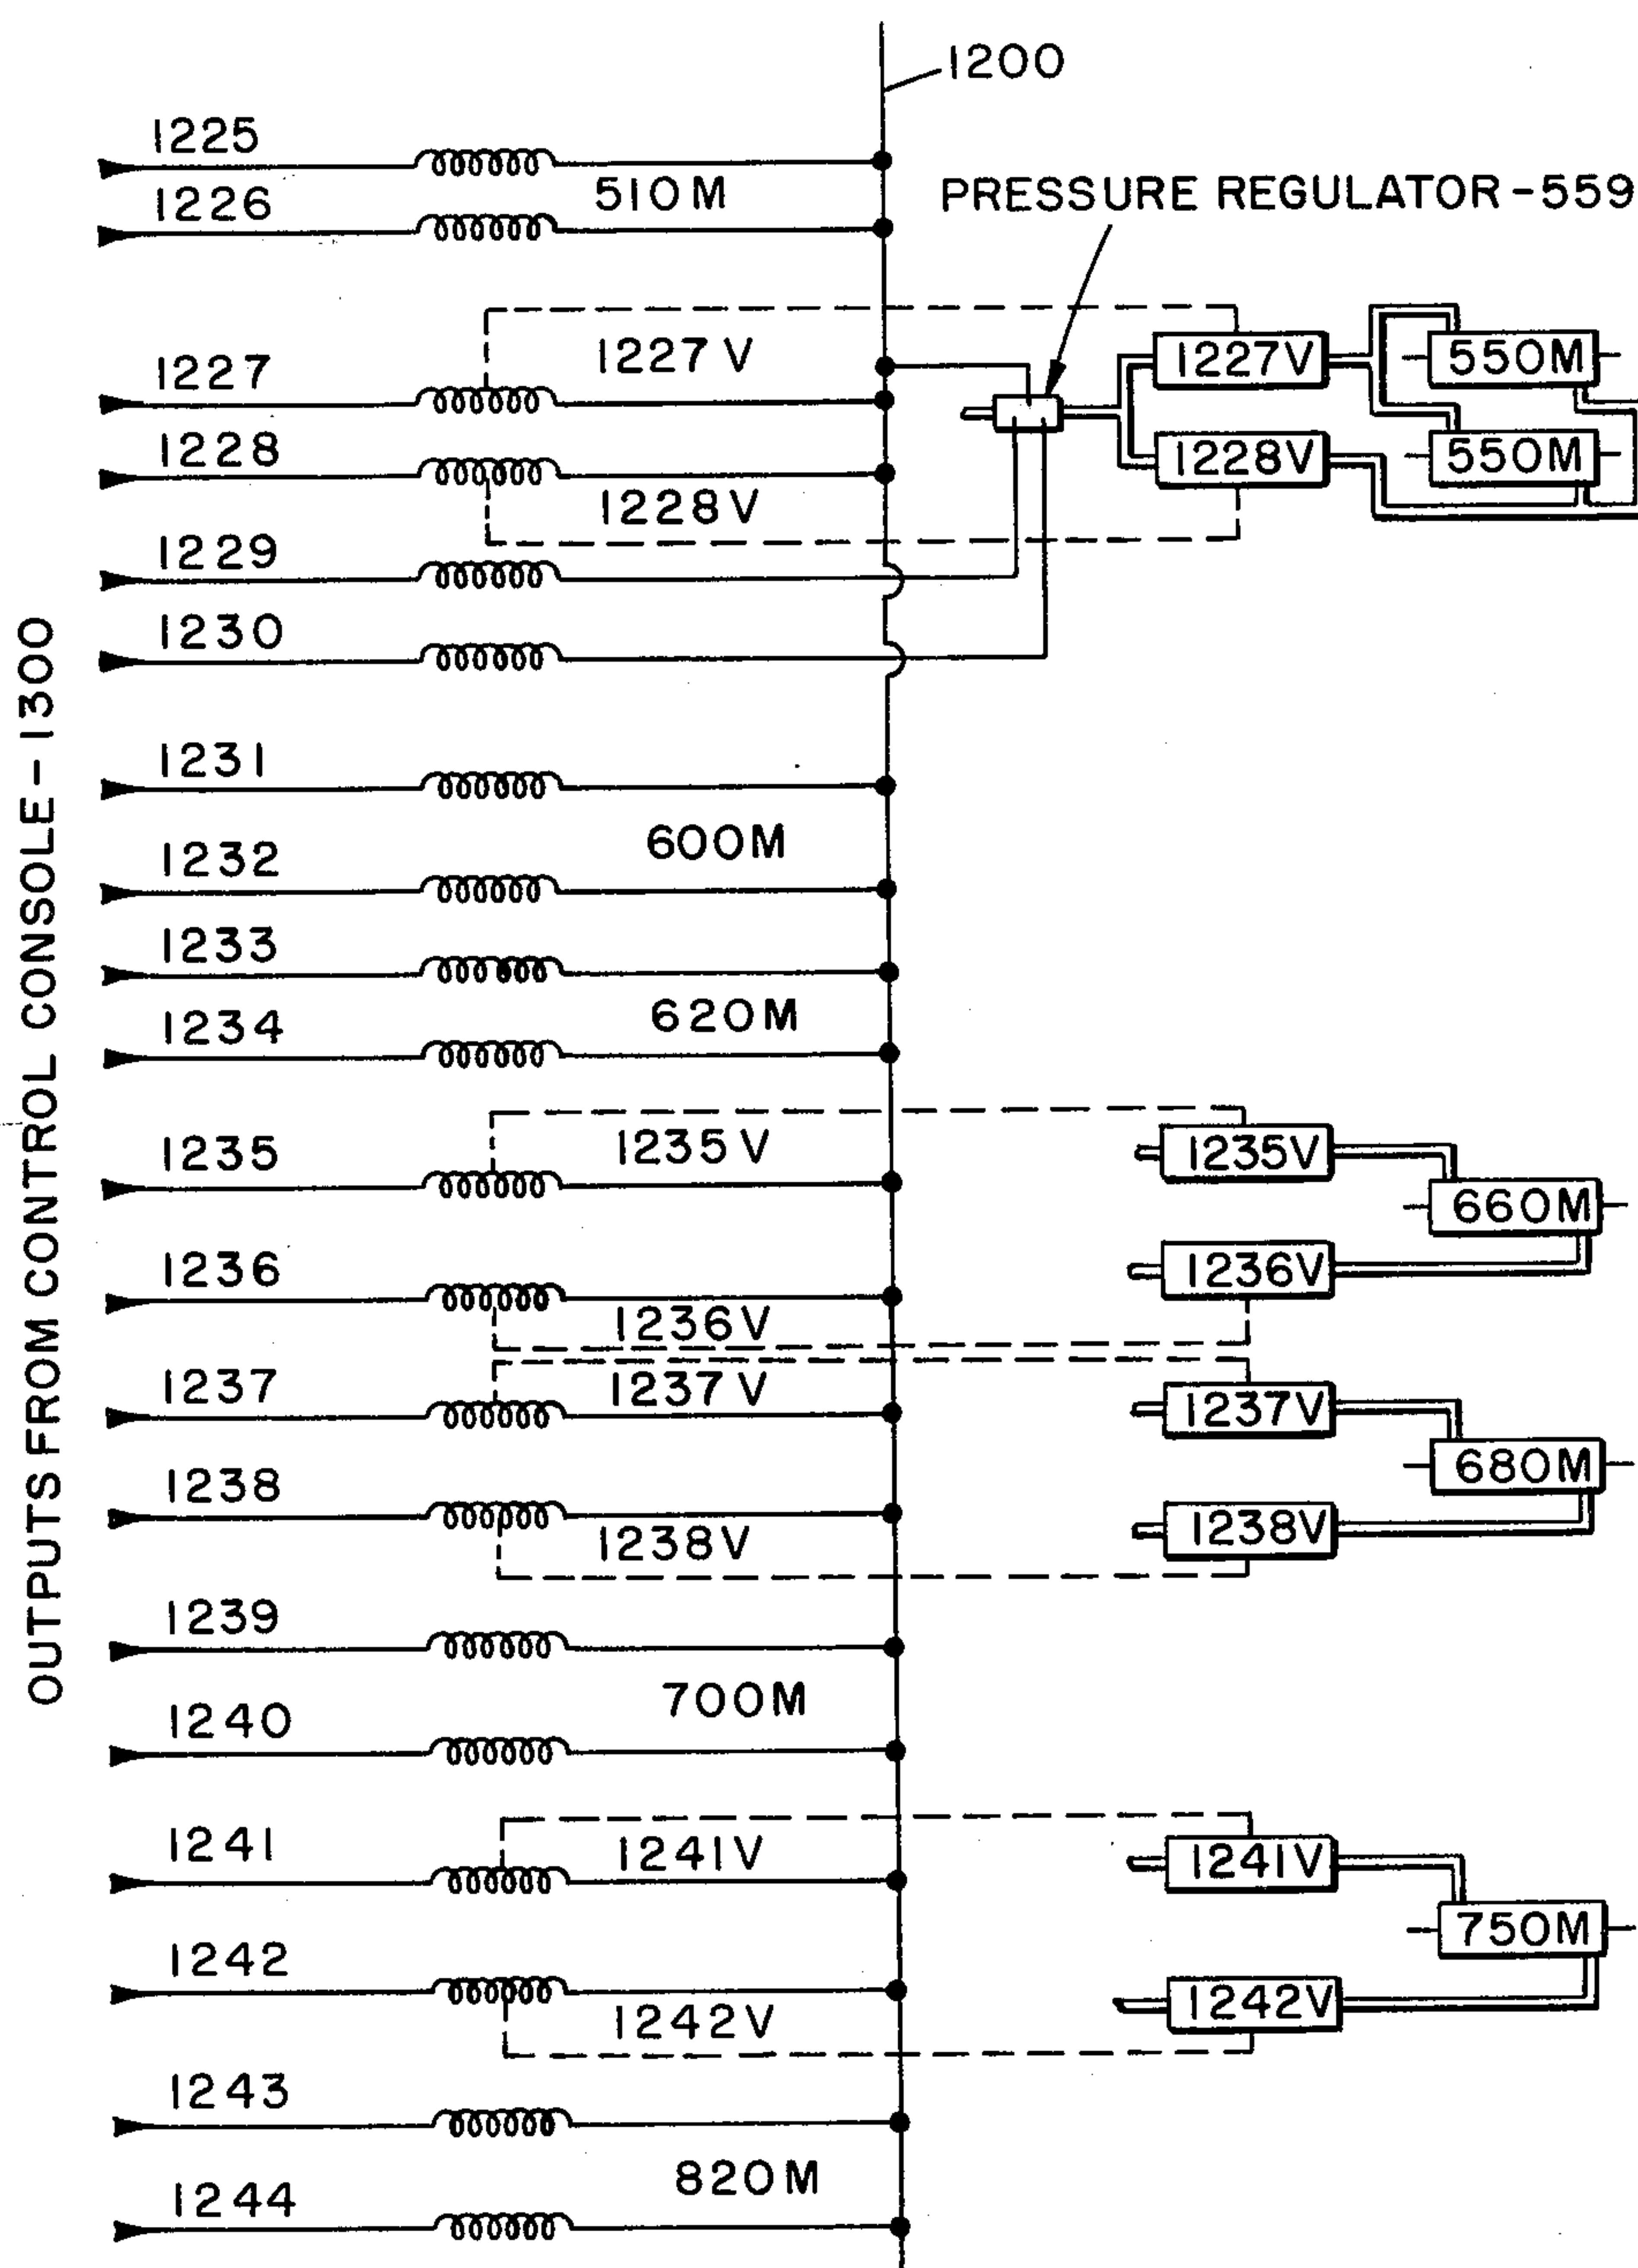 1200
1225
510M
1226
PRESSURE REGULATOR-559
1227
1227V
1227V
550M
1228
1228V
1228V
550M
1229
1230
1231
600M
1232
1233
620M
1234
1235
1235V
1235V
660M
1236
1236V
1236V
1237
1237V
1237V
680M
1238
1238V
1238V
1239
700M
1240
1241
1241V
1241V
750M
1242
1242V
1242V
1243
820M
1244
OUTPUTS FROM CONTROL CONSOLE-1300